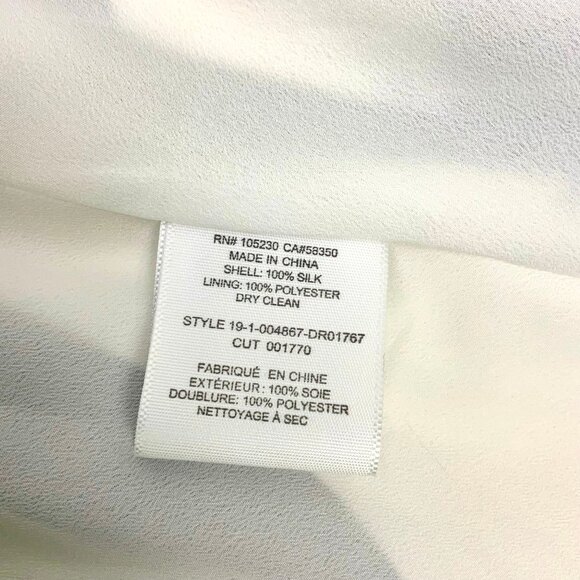 RN# 105230 CA#58350
MADE IN CHINA
SHELL: 100% SILK
LINING: 100% POLYESTER
DRY CLEAN
STYLE 19-1-004867-DR01767
CUT 001770
FABRIQUÉ EN CHINE
EXTÉRIEUR: 100% SOIE
DOUBLURE: 100% POLYESTER
NETTOYAGE À SEC